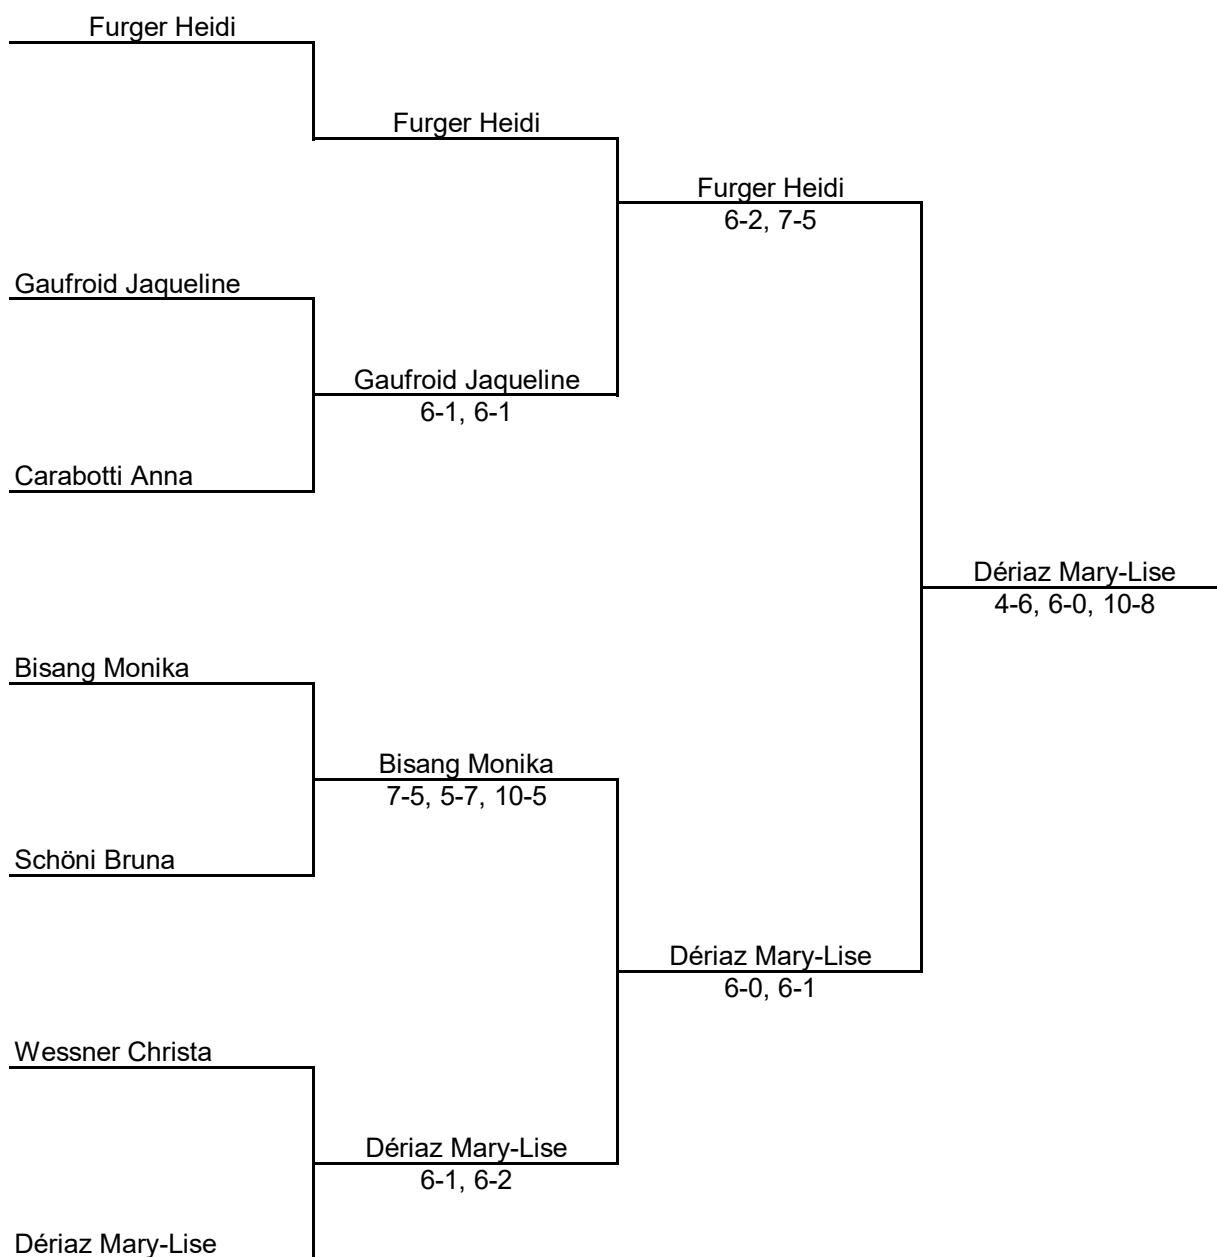 Furger Heidi
Furger Heidi
Furger Heidi
6-2, 7-5
Gaufroid Jaqueline
Gaufroid Jaqueline
6-1, 6-1
Carabotti Anna
Dériaz Mary-Lise
4-6, 6-0, 10-8
Bisang Monika
Bisang Monika
7-5, 5-7, 10-5
Schöni Bruna
Dériaz Mary-Lise
6-0, 6-1
Wessner Christa
Dériaz Mary-Lise
6-1, 6-2
Dériaz Mary-Lise